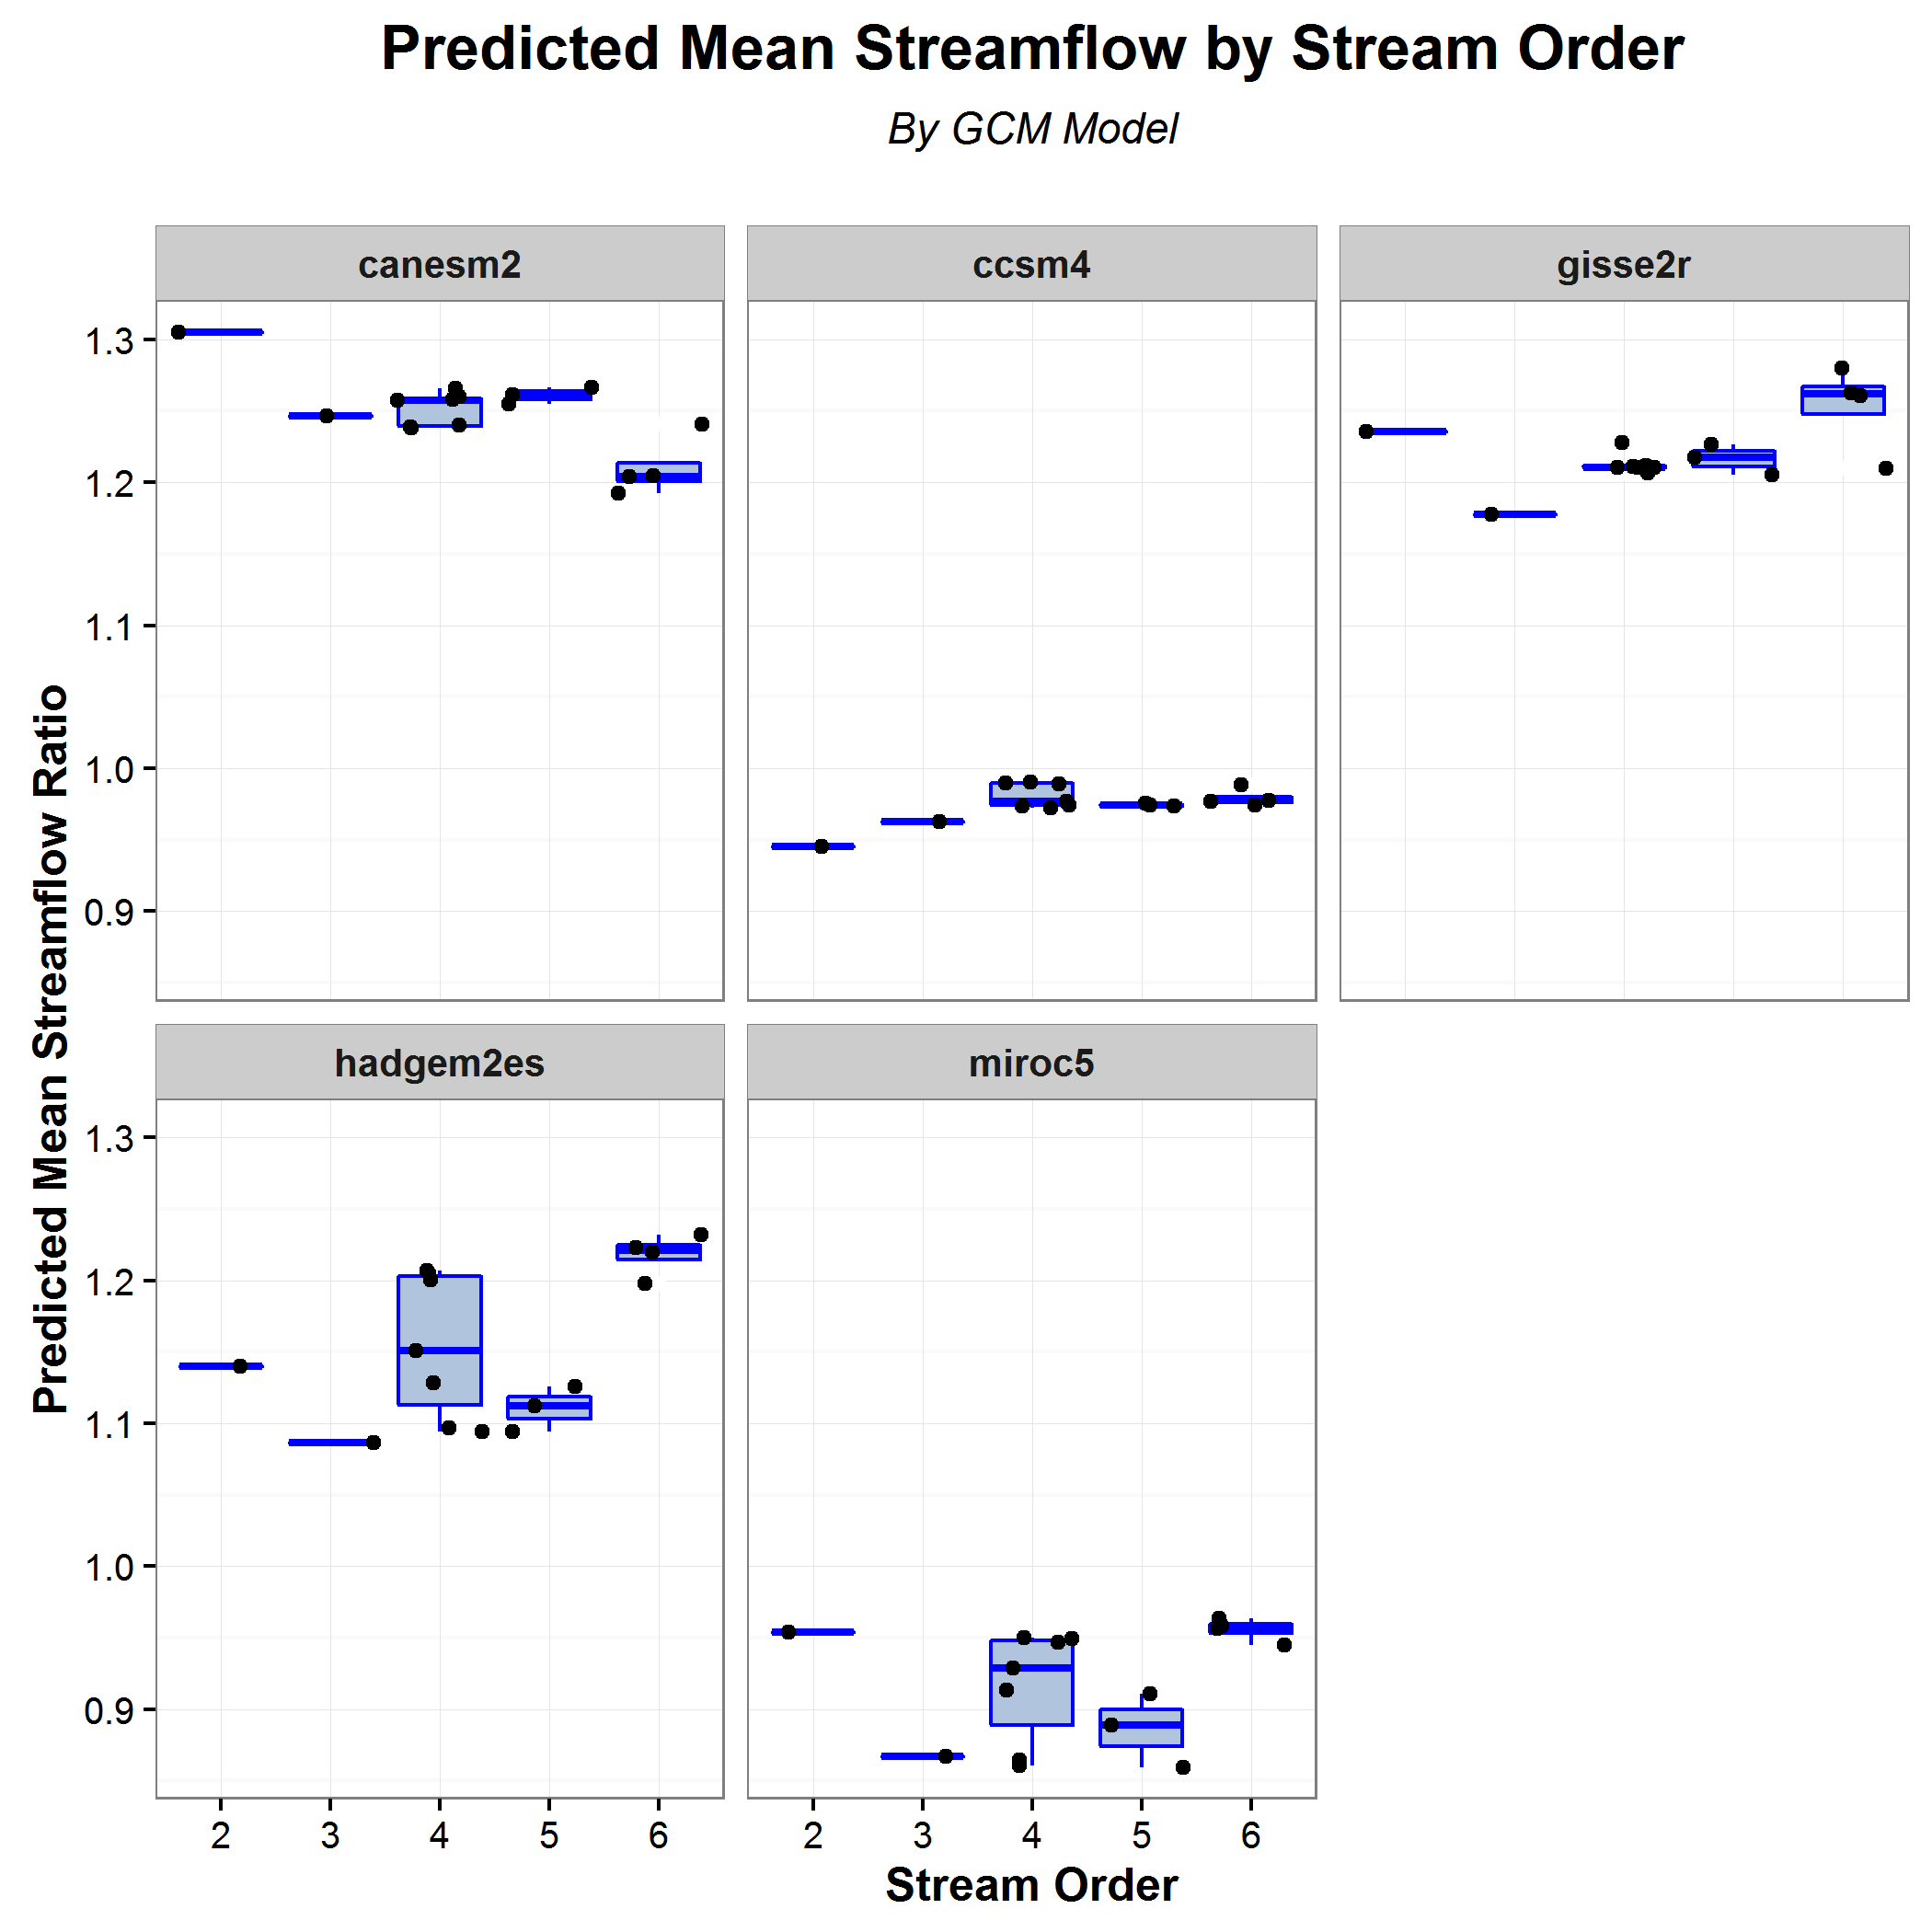 Predicted Mean Streamflow by Stream Order
By GCM Model
canesm2
ccsm4
gisse2r
1.3
1.2
1.1
1.0
0.9
Predicted Mean Streamflow Ratio
hadgem2es
miroc5
1.3
1.2
1.1
1.0
0.9
2 3 4 5 6
2 3 4 5 6
Stream Order